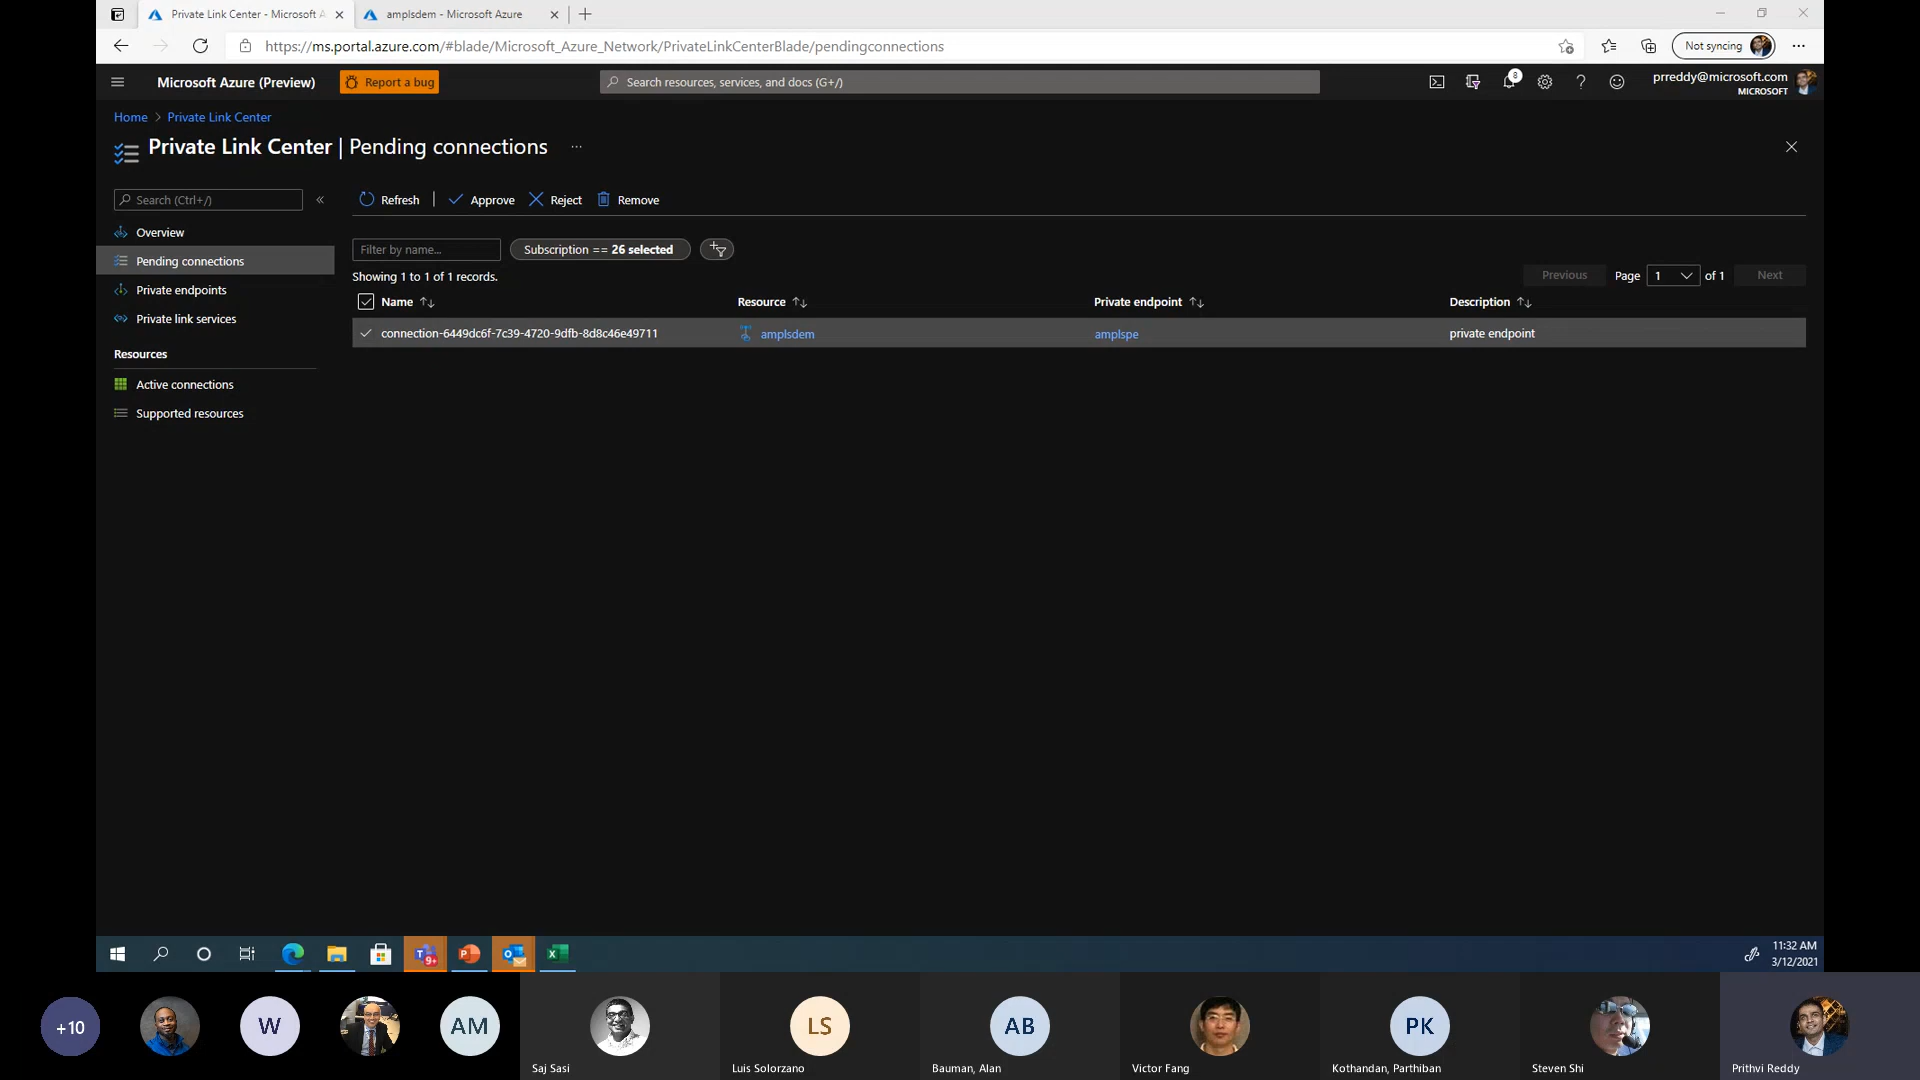 Private Link Center - Microsoft A
amplsdem - Microsoft Azure
https://ms.portal.azure.com/#blade/Microsoft_Azure_Network/PrivateLinkCenterBlade/pendingconnections
Not syncing
Microsoft Azure (Preview)
Report a bug
Search resources, services, and docs (G+/)
8
prreddy@microsoft.com
MICROSOFT
Home > Private Link Center
Private Link Center | Pending connections
Search (Ctrl+/)
Refresh
Approve
Reject
Remove
Overview
Pending connections
Private endpoints
Private link services
Resources
Active connections
Supported resources
Filter by name...
Subscription == 26 selected
Showing 1 to 1 of 1 records.
Previous
Page 1 of 1
Next
Name
Resource
Private endpoint
Description
connection-6449dc6f-7c39-4720-9dfb-8d8c46e49711
amplsdem
amplspe
private endpoint
9+
11:32 AM
3/12/2021
+10
W
AM
LS
AB
PK
Saj Sasi
Luis Solorzano
Bauman, Alan
Victor Fang
Kothandan, Parthiban
Steven Shi
Prithvi Reddy